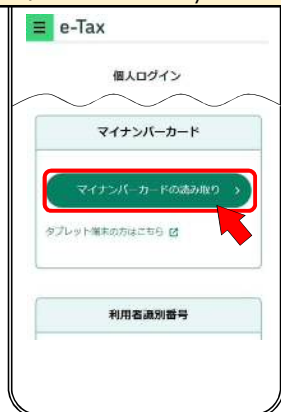 e-Tax
個人ログイン
マイナンバーカード
マイナンバーカードの読み取り
タブレット端末の方はこちら
利用者識別番号